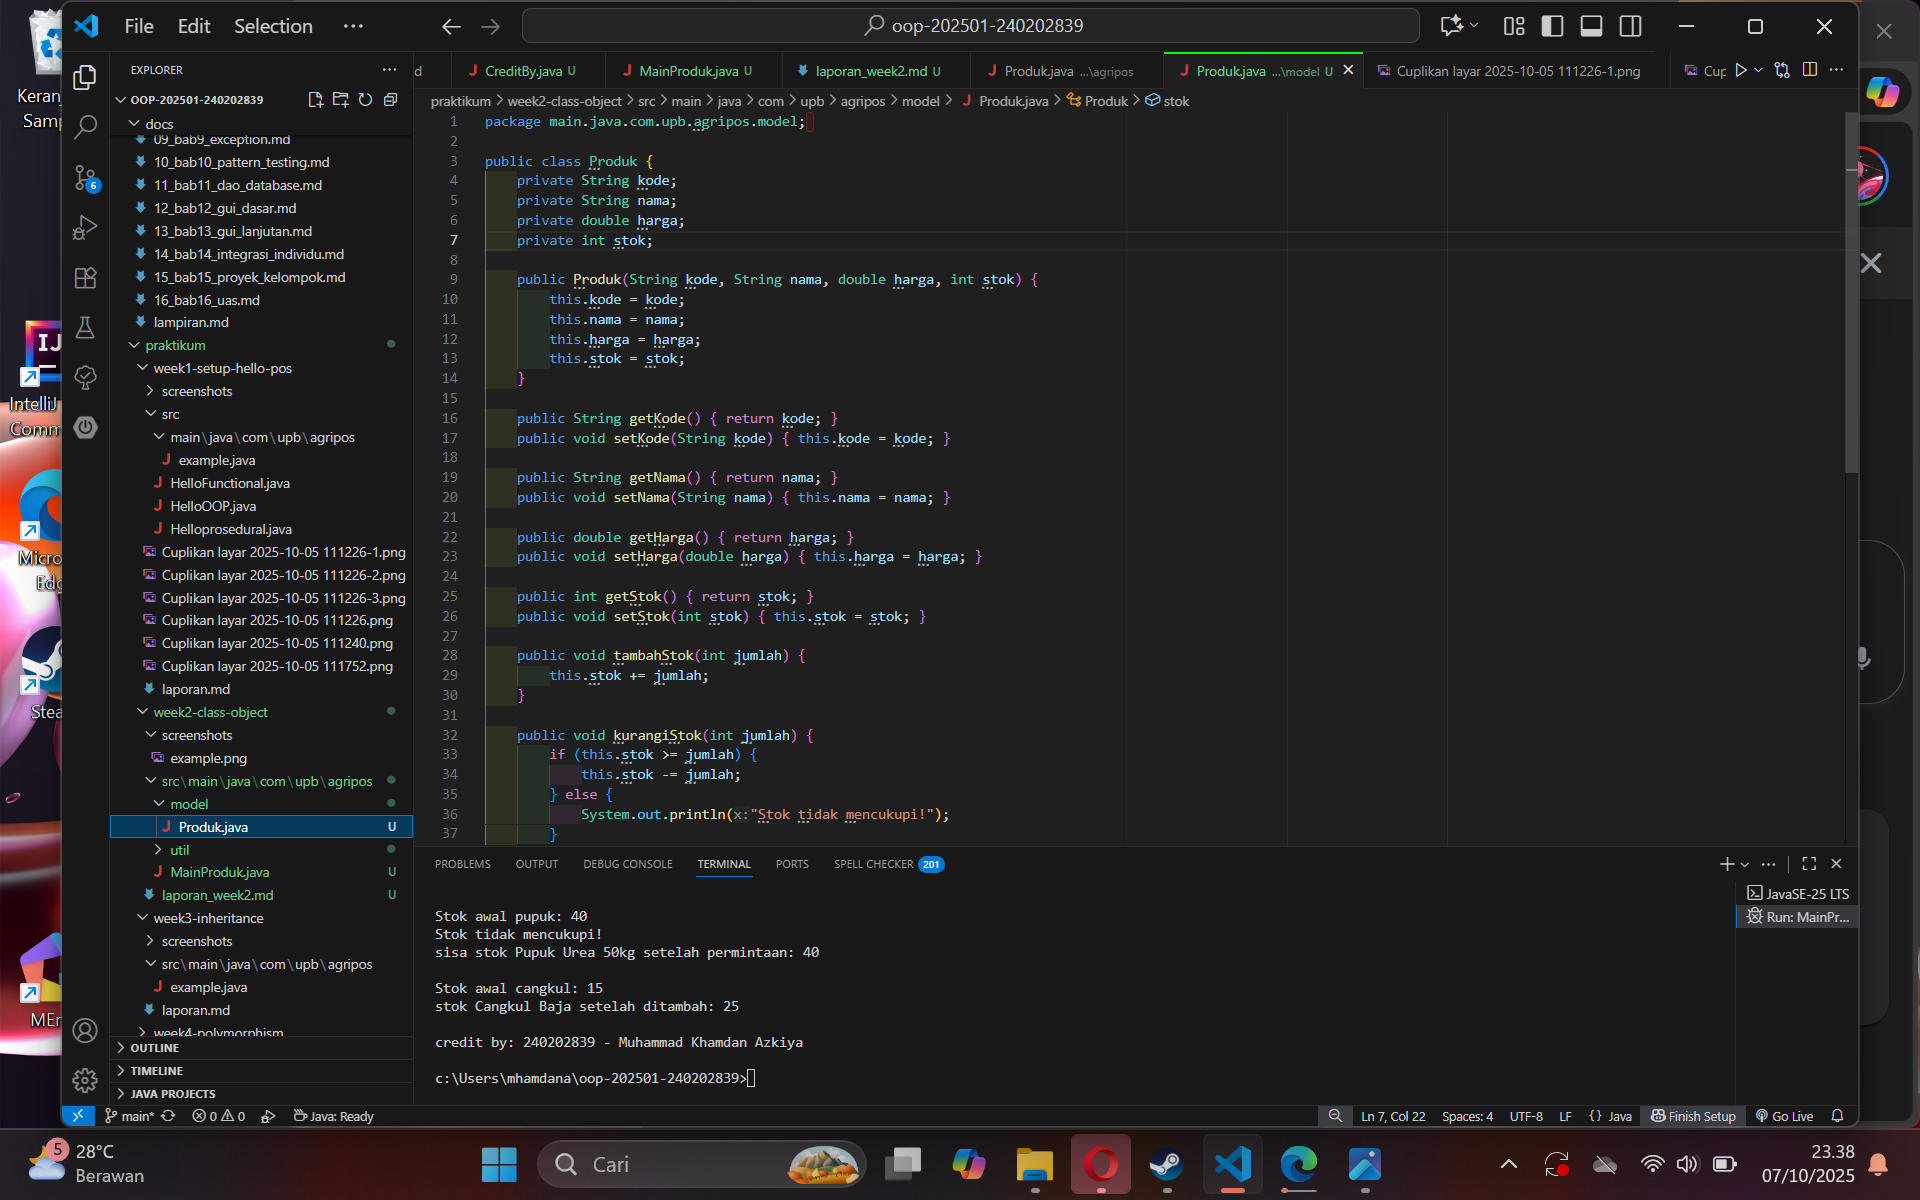 File Edit Selection ··· oop-202501-240202839
EXPLORER
OOP-202501-240202839
docs
09_bab9_exception.md
10_bab10_pattern_testing.md
11_bab11_dao_database.md
12_bab12_gui_dasar.md
13_bab13_gui_lanjutan.md
14_bab14_integrasi_individu.md
15_bab15_proyek_kelompok.md
16_bab16_uas.md
lampiran.md
praktikum
week1-setup-hello-pos
screenshots
src
main\java\com\upb\agripos
example.java
HelloFunctional.java
HelloOOP.java
Helloprosedural.java
Cuplikan layar 2025-10-05 111226-1.png
Cuplikan layar 2025-10-05 111226-2.png
Cuplikan layar 2025-10-05 111226-3.png
Cuplikan layar 2025-10-05 111226.png
Cuplikan layar 2025-10-05 111240.png
Cuplikan layar 2025-10-05 111752.png
laporan.md
week2-class-object
screenshots
example.png
src\main\java\com\upb\agripos
model
Produk.java U
util
MainProduk.java U
laporan_week2.md U
week3-inheritance
screenshots
src\main\java\com\upb\agripos
example.java
laporan.md
week4-polymorphism
OUTLINE
TIMELINE
JAVA PROJECTS
6
d CreditBy.java U MainProduk.java U laporan_week2.md U Produk.java ...\agripos Produk.java ...\model U Cuplikan layar 2025-10-05 111226-1.png Cup
praktikum > week2-class-object > src > main > java > com > upb > agripos > model > Produk.java > Produk > stok
1 package main.java.com.upb.agripos.model;
2
3 public class Produk {
4 private String kode;
5 private String nama;
6 private double harga;
7 private int stok;
8
9 public Produk(String kode, String nama, double harga, int stok) {
10 this.kode = kode;
11 this.nama = nama;
12 this.harga = harga;
13 this.stok = stok;
14 }
15
16 public String getKode() { return kode; }
17 public void setKode(String kode) { this.kode = kode; }
18
19 public String getNama() { return nama; }
20 public void setNama(String nama) { this.nama = nama; }
21
22 public double getHarga() { return harga; }
23 public void setHarga(double harga) { this.harga = harga; }
24
25 public int getStok() { return stok; }
26 public void setStok(int stok) { this.stok = stok; }
27
28 public void tambahStok(int jumlah) {
29 this.stok += jumlah;
30 }
31
32 public void kurangiStok(int jumlah) {
33 if (this.stok >= jumlah) {
34 this.stok -= jumlah;
35 } else {
36 System.out.println(x:"Stok tidak mencukupi!");
37 }
PROBLEMS OUTPUT DEBUG CONSOLE TERMINAL PORTS SPELL CHECKER 201
Stok awal pupuk: 40
Stok tidak mencukupi!
sisa stok Pupuk Urea 50kg setelah permintaan: 40
Stok awal cangkul: 15
stok Cangkul Baja setelah ditambah: 25
credit by: 240202839 - Muhammad Khamdan Azkiya
c:\Users\mhamdana\oop-202501-240202839>
JavaSE-25 LTS
Run: MainPr...
main* 0 0 Java: Ready Ln 7, Col 22 Spaces: 4 UTF-8 LF {} Java Finish Setup Go Live
Keran
Samp
IJ
IntelliJ
Comm
Micro
Edg
Stea
MEm
5
28°C
Berawan
Cari
23.38
07/10/2025